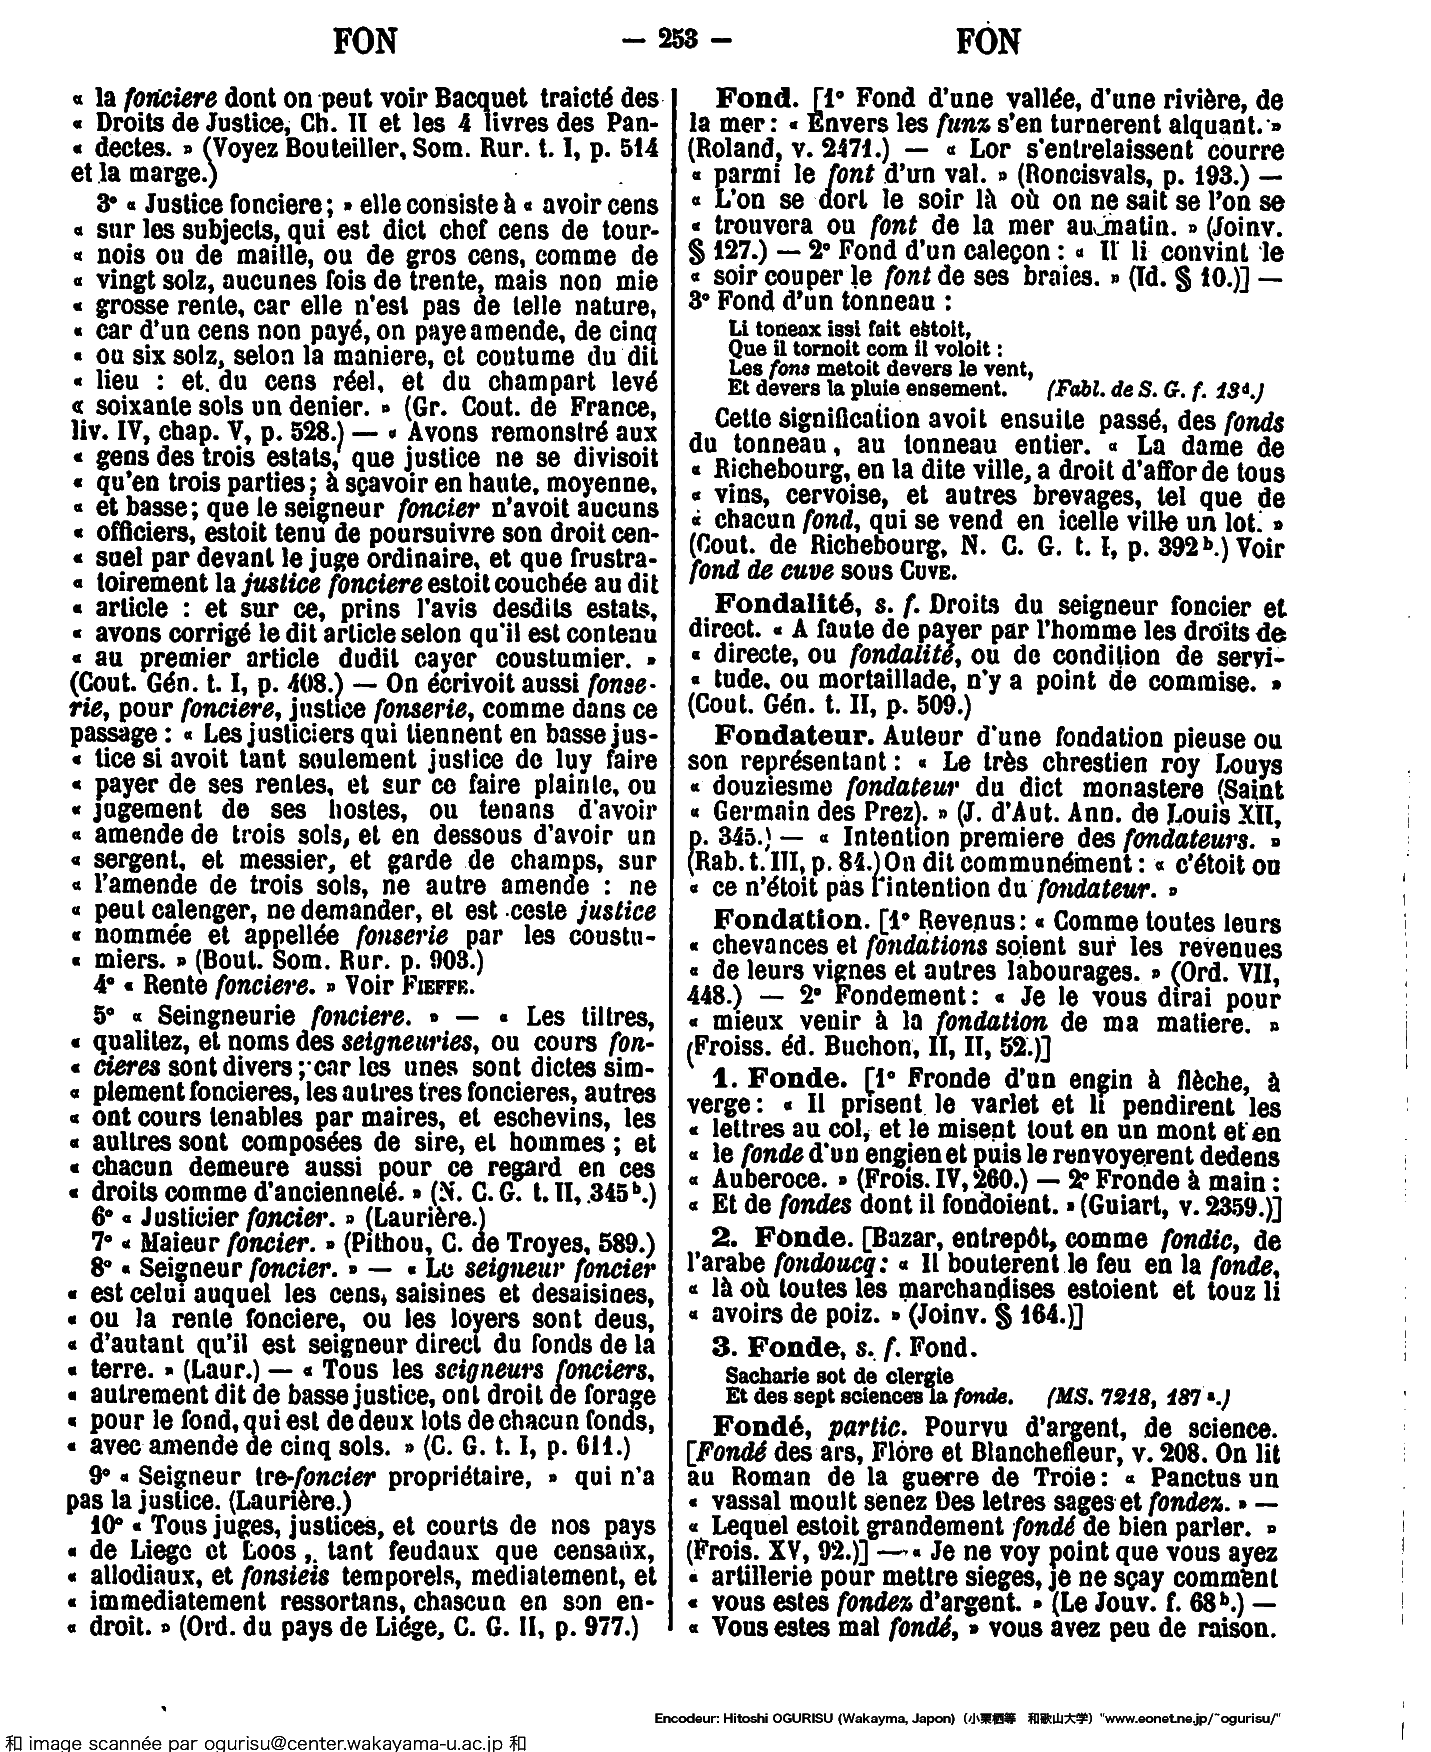 FON
— 253 —
FON
« la fonciere dont on peut voir Bacquet traicté des
« Droits de Justice, Ch. II et les 4 livres des Pan-
« dectes. » (Voyez Bouteiller, Som. Rur. t. I, p. 514
et la marge.)
3° « Justice fonciere ; » elle consiste à « avoir cens
« sur les subjects, qui est dict chef cens de tour-
« nois ou de maille, ou de gros cens, comme de
« vingt solz, aucunes fois de trente, mais non mie
« grosse rente, car elle n'est pas de telle nature,
« car d'un cens non payé, on paye amende, de cinq
« ou six solz, selon la maniere, et coutume du dit
« lieu : et. du cens réel, et du champart levé
« soixante sols un denier. » (Gr. Cout. de France,
liv. IV, chap. V, p. 528.) — « Avons remonstré aux
« gens des trois estats, que justice ne se divisoit
« qu'en trois parties ; à sçavoir en haute, moyenne,
« et basse ; que le seigneur foncier n'avoit aucuns
« officiers, estoit tenu de poursuivre son droit cen-
« suel par devant le juge ordinaire, et que frustra-
« toirement la justice fonciere estoit couchée au dit
« article : et sur ce, prins l'avis desdits estats,
« avons corrigé le dit article selon qu'il est contenu
« au premier article dudit cayer coustumier. »
(Cout. Gén. t. I, p. 408.) — On écrivoit aussi fonse-
rie, pour fonciere, justice fonserie, comme dans ce
passage : « Les justiciers qui tiennent en basse jus-
« tice si avoit tant soulement justice de luy faire
« payer de ses rentes, et sur ce faire plainte, ou
« jugement de ses hostes, ou tenans d'avoir
« amende de trois sols, et en dessous d'avoir un
« sergent, et messier, et garde de champs, sur
« l'amende de trois sols, ne autre amende : ne
« peut calenger, ne demander, et est ceste justice
« nommée et appellée fonserie par les coustu-
« miers. » (Bout. Som. Rur. p. 903.)
4° « Rente fonciere. » Voir FIEFFE.
5° « Seingneurie fonciere. » — « Les tiltres,
« qualitez, et noms des seigneuries, ou cours fon-
« cieres sont divers ; car les unes sont dictes sim-
« plement foncieres, les autres tres foncieres, autres
« ont cours tenables par maires, et eschevins, les
« aultres sont composées de sire, et hommes ; et
« chacun demeure aussi pour ce regard en ces
« droits comme d'ancienneté. » (N. C. G. t. II, 345 b.)
6° « Justicier foncier. » (Laurière.)
7° « Maieur foncier. » (Pithou, C. de Troyes, 589.)
8° « Seigneur foncier. » — « Le seigneur foncier
« est celui auquel les cens, saisines et desaisines,
« ou la rente fonciere, ou les loyers sont deus,
« d'autant qu'il est seigneur direct du fonds de la
« terre. » (Laur.) — « Tous les seigneurs fonciers,
« autrement dit de basse justice, ont droit de forage
« pour le fond, qui est de deux lots de chacun fonds,
« avec amende de cinq sols. » (C. G. t. I, p. 611.)
9° « Seigneur tre-foncier propriétaire, » qui n'a
pas la justice. (Laurière.)
10° « Tous juges, justices, et courts de nos pays
« de Liege et Loos, tant feudaux que censaux,
« allodiaux, et fonsieis temporels, mediatement, et
« immediatement ressortans, chascun en son en-
« droit. » (Ord. du pays de Liége, C. G. II, p. 977.)
Fond. [1° Fond d'une vallée, d'une rivière, de
la mer : « Envers les funz s'en turnerent alquant. »
(Roland, v. 2471.) — « Lor s'entrelaissent courre
« parmi le font d'un val. » (Roncisvals, p. 193.) —
« L'on se dort le soir là où on ne sait se l'on se
« trouvera ou font de la mer au matin. » (Joinv.
§ 127.) — 2° Fond d'un caleçon : « Il li convint le
« soir couper le font de ses braies. » (Id. § 10.)] —
3° Fond d'un tonneau :
Li toneax issi fait estoit,
Que il tornoit com il voloit :
Les fons metoit devers le vent,
Et devers la pluie ensement. (Fabl. de S. G. f. 13 d.)
Cette signification avoit ensuite passé, des fonds
du tonneau, au tonneau entier. « La dame de
« Richebourg, en la dite ville, a droit d'affor de tous
« vins, cervoise, et autres brevages, tel que de
« chacun fond, qui se vend en icelle ville un lot. »
(Cout. de Richebourg, N. C. G. t. I, p. 392 b.) Voir
fond de cuve sous CUVE.
Fondalité, s. f. Droits du seigneur foncier et
direct. « A faute de payer par l'homme les droits de
« directe, ou fondalité, ou de condition de servi-
« tude, ou mortaillade, n'y a point de commise. »
(Cout. Gén. t. II, p. 509.)
Fondateur. Auteur d'une fondation pieuse ou
son représentant : « Le très chrestien roy Louys
« douziesme fondateur du dict monastere (Saint
« Germain des Prez). » (J. d'Aut. Ann. de Louis XII,
p. 345.) — « Intention premiere des fondateurs. »
(Rab. t. III, p. 84.) On dit communément : « c'étoit ou
« ce n'étoit pas l'intention du fondateur. »
Fondation. [1° Revenus : « Comme toutes leurs
« chevances et fondations soient sur les revenues
« de leurs vignes et autres labourages. » (Ord. VII,
448.) — 2° Fondement : « Je le vous dirai pour
« mieux venir à la fondation de ma matiere. »
(Froiss. éd. Buchon, II, II, 52.)]
1. Fonde. [1° Fronde d'un engin à flèche, à
verge : « Il prisent le varlet et li pendirent les
« lettres au col, et le misent tout en un mont et en
« le fonde d'un engien et puis le renvoyerent dedens
« Auberoce. » (Frois. IV, 260.) — 2° Fronde à main :
« Et de fondes dont il fondoient. » (Guiart, v. 2359.)]
2. Fonde. [Bazar, entrepôt, comme fondic, de
l'arabe fondoucq : « Il bouterent le feu en la fonde,
« là où toutes les marchandises estoient et touz li
« avoirs de poiz. » (Joinv. § 164.)]
3. Fonde, s. f. Fond.
Sacharie sot de clergie
Et des sept sciences la fonde. (MS. 7218, 187 a.)
Fondé, partic. Pourvu d'argent, de science.
[Fondé des ars, Flore et Blanchefleur, v. 208. On lit
au Roman de la guerre de Troie : « Panctus un
« vassal moult senez Des letres sages et fondez. » —
« Lequel estoit grandement fondé de bien parler. »
(Frois. XV, 92.)] — « Je ne voy point que vous ayez
« artillerie pour mettre sieges, je ne sçay comment
« vous estes fondez d'argent. » (Le Jouv. f. 68 b.) —
« Vous estes mal fondé, » vous avez peu de raison.
Encodeur: Hitoshi OGURISU (Wakayma, Japon) (小栗栖等 和歌山大学) "www.eonet.ne.jp/~ogurisu/"
和 image scannée par ogurisu@center.wakayama-u.ac.jp 和